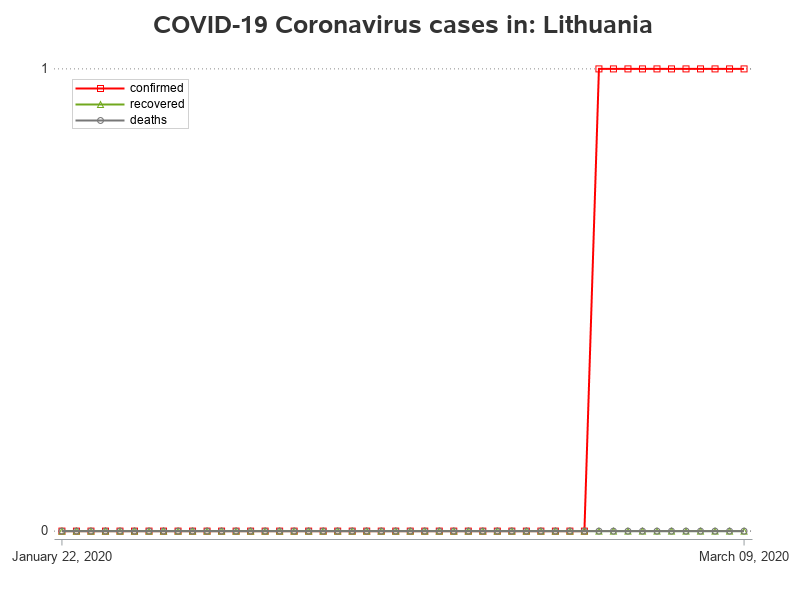 COVID-19 Coronavirus cases in: Lithuania
1
confirmed
recovered
deaths
0
January 22, 2020
March 09, 2020